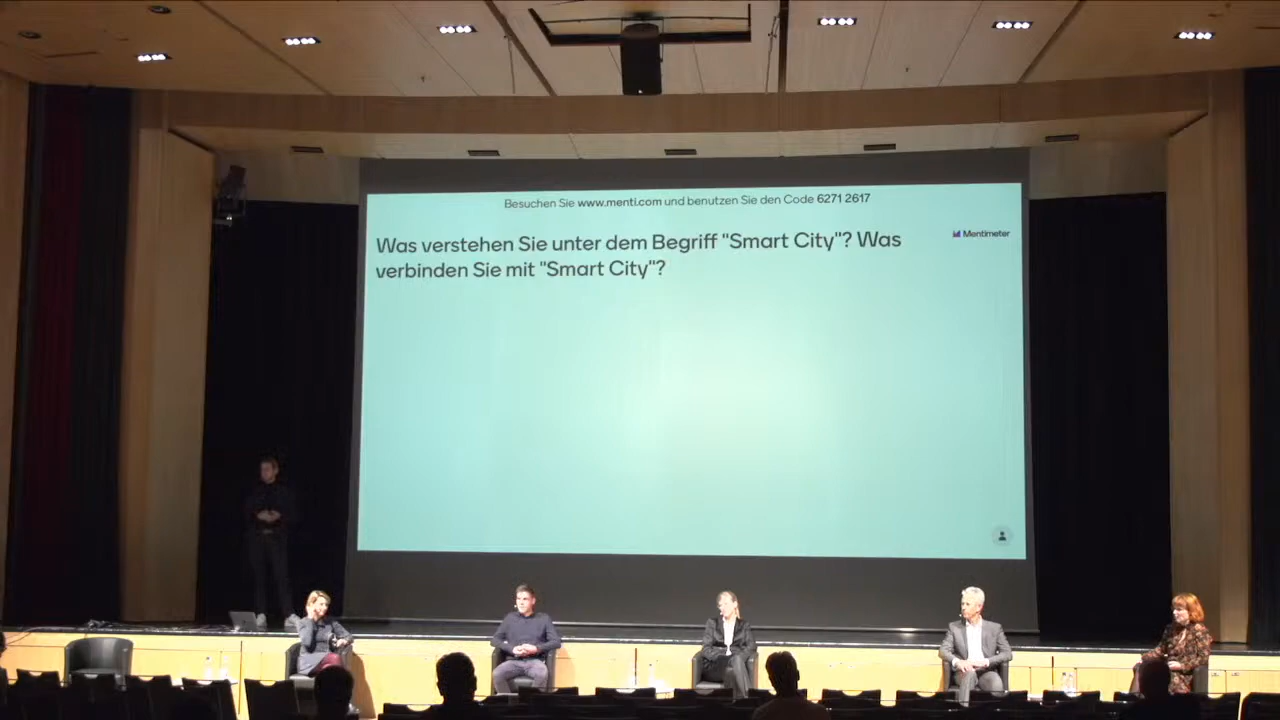 Besuchen Sie www.menti.com und benutzen Sie den Code 6271 2617
Mentimeter
Was verstehen Sie unter dem Begriff "Smart City"? Was
verbinden Sie mit "Smart City"?